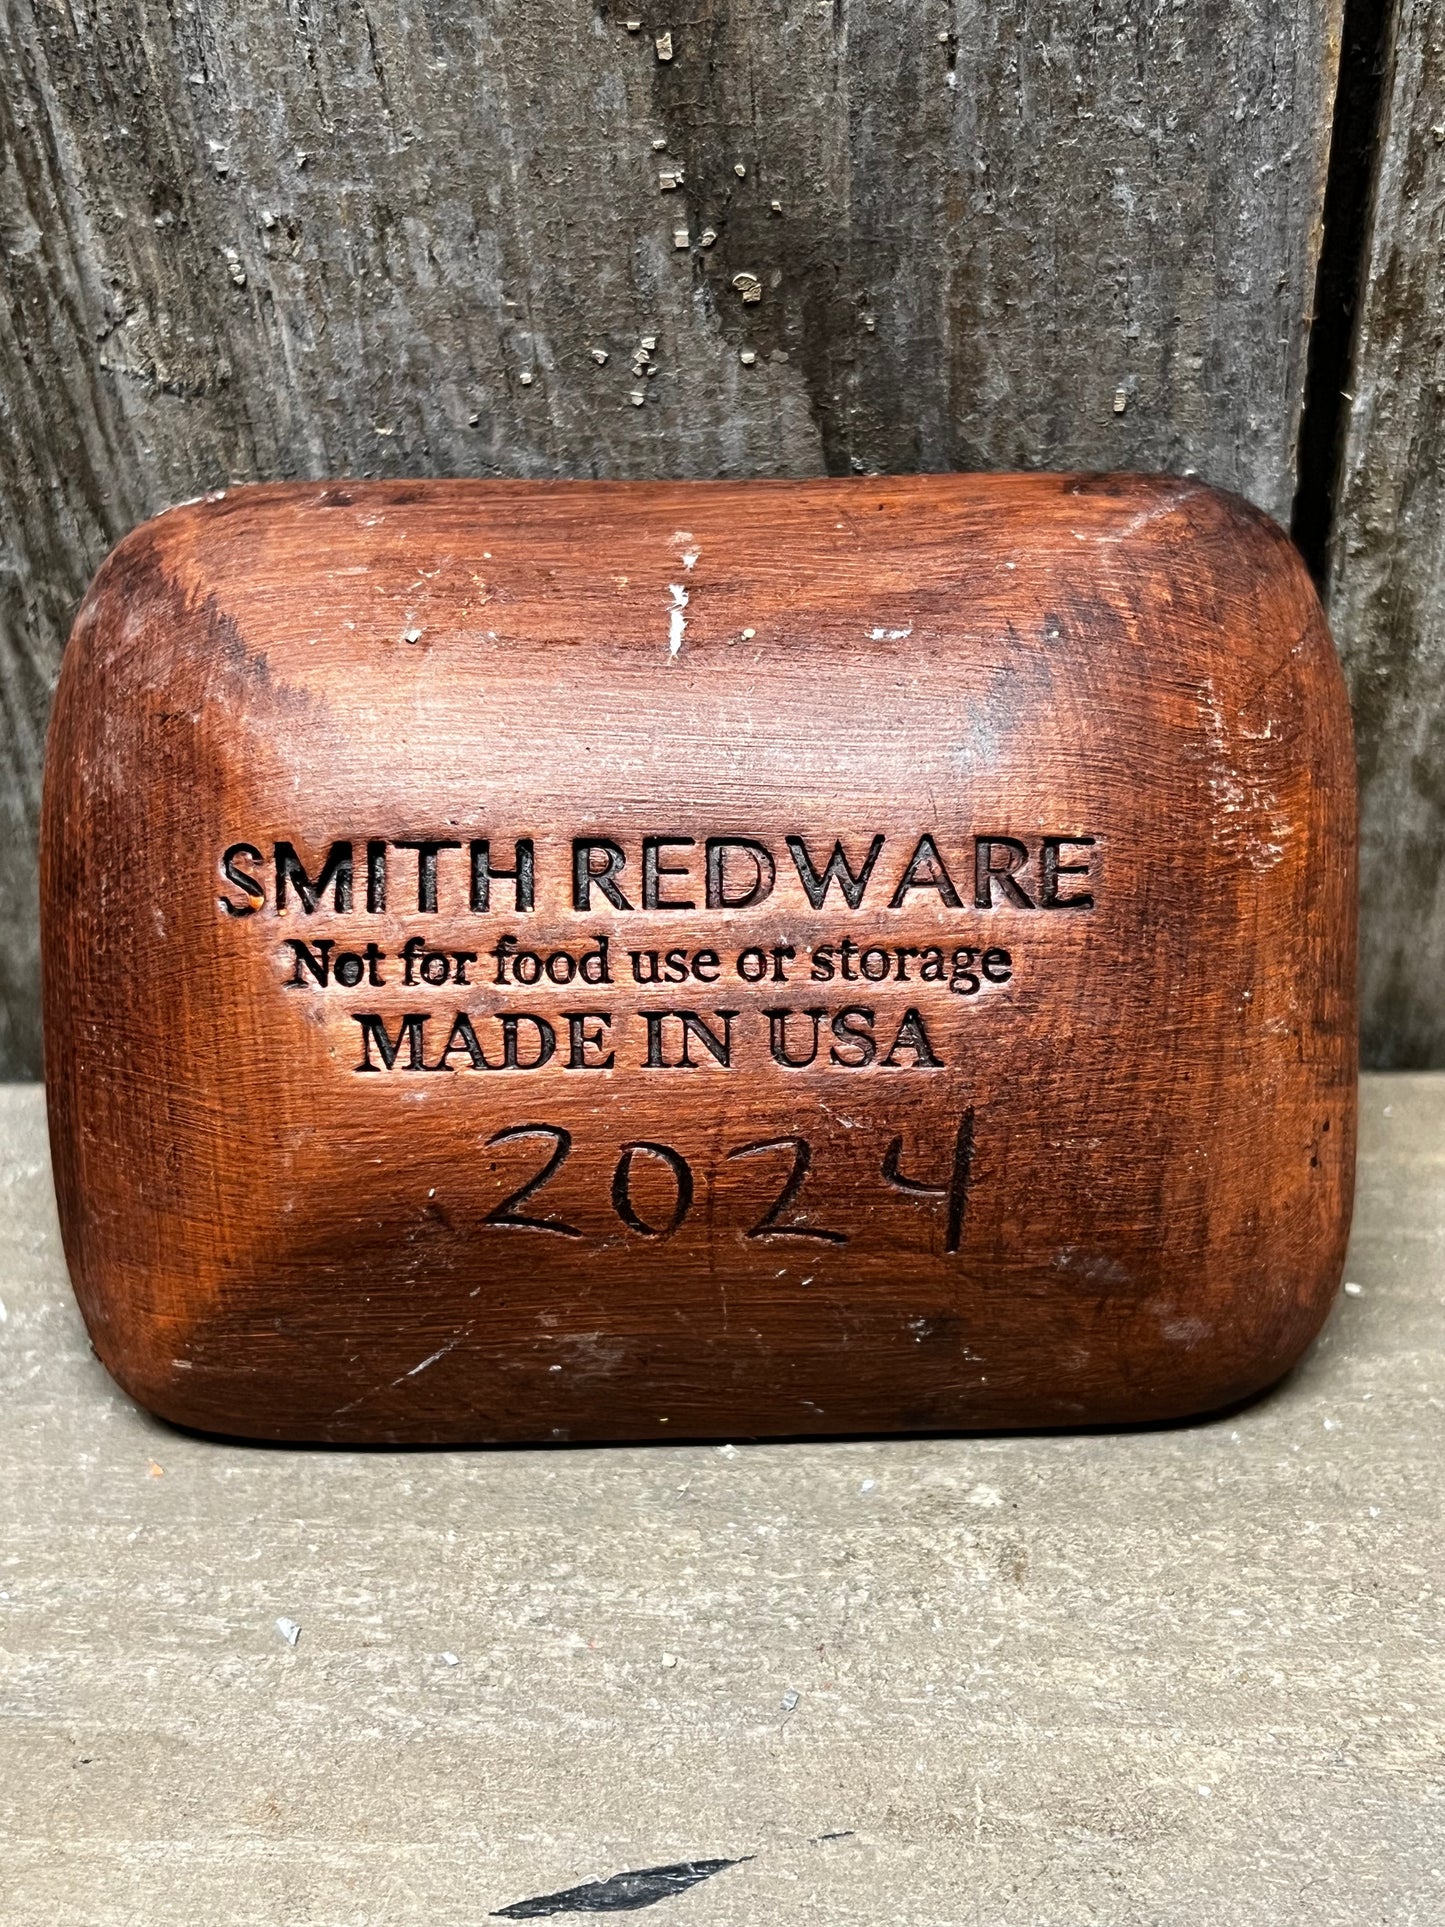 SMITH REDWARE
Not for food use or storage
MADE IN USA
2024